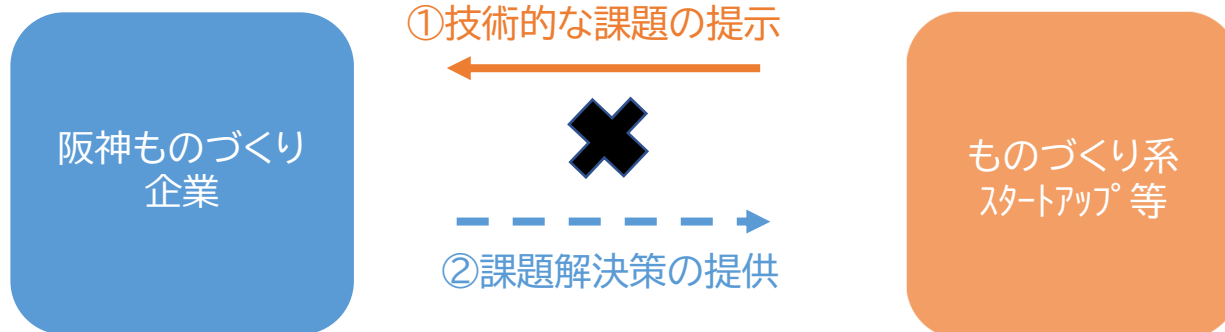 ①技術的な課題の提示
阪神ものづくり
企業
ものづくり系
ｽﾀｰﾄｱｯﾌﾟ等
②課題解決策の提供